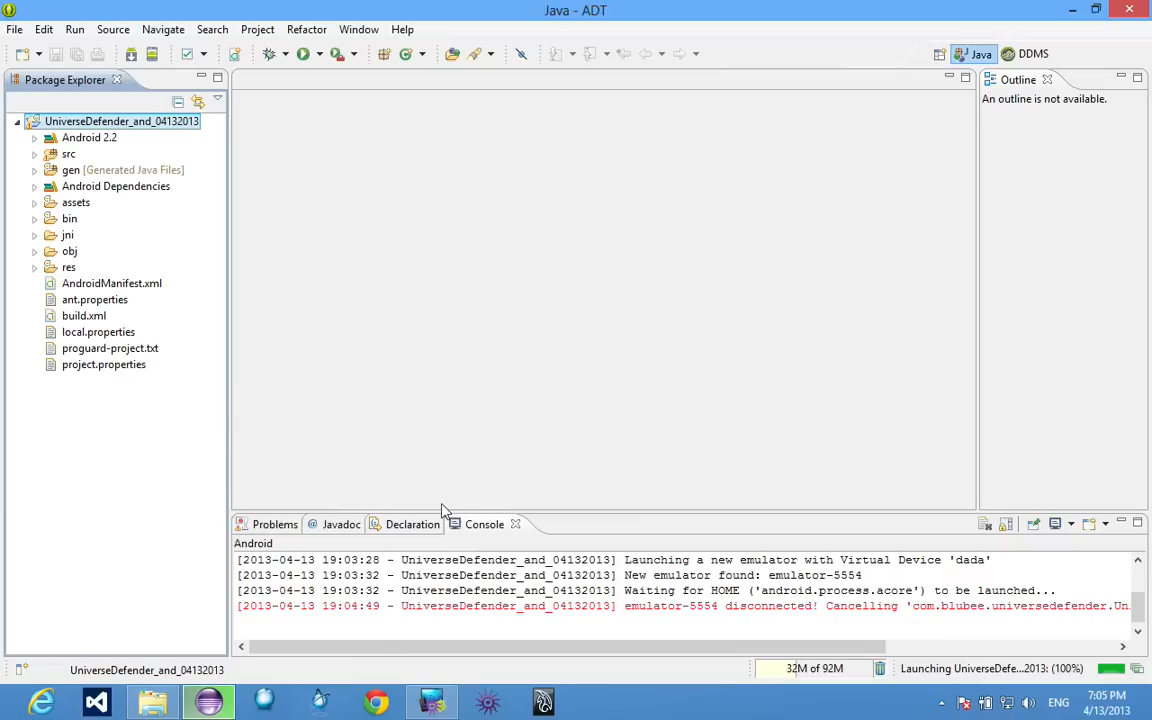 Java - ADT
File Edit Run Source Navigate Search Project Refactor Window Help
Java DDMS
Package Explorer
Outline
An outline is not available.
UniverseDefender_and_04132013
Android 2.2
src
gen [Generated Java Files]
Android Dependencies
assets
bin
jni
obj
res
AndroidManifest.xml
ant.properties
build.xml
local.properties
proguard-project.txt
project.properties
Problems Javadoc Declaration Console
Android
[2013-04-13 19:03:28 - UniverseDefender_and_04132013] Launching a new emulator with Virtual Device 'dada'
[2013-04-13 19:03:32 - UniverseDefender_and_04132013] New emulator found: emulator-5554
[2013-04-13 19:03:32 - UniverseDefender_and_04132013] Waiting for HOME ('android.process.acore') to be launched...
[2013-04-13 19:04:49 - UniverseDefender_and_04132013] emulator-5554 disconnected! Cancelling 'com.blubee.universedefender.Un
UniverseDefender_and_04132013
32M of 92M
Launching UniverseDefe...2013: (100%)
ENG
7:05 PM
4/13/2013